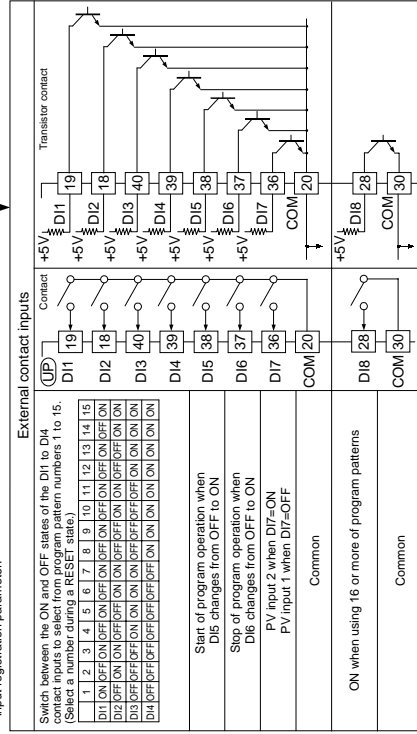 input registration parameter.
External contact inputs
Switch between the ON and OFF states of the DI1 to DI4
contact inputs to select from program pattern numbers 1 to 15.
(Select a number during a RESET state.)
1 2 3 4 5 6 7 8 9 10 11 12 13 14 15
DI1 ON OFF ON OFF ON OFF ON OFF ON OFF ON OFF ON OFF ON
DI2 OFF ON ON OFF OFF ON ON OFF OFF ON ON OFF OFF ON ON
DI3 OFF OFF OFF ON ON ON ON OFF OFF OFF OFF ON ON ON ON
DI4 OFF OFF OFF OFF OFF OFF OFF ON ON ON ON ON ON ON ON
Start of program operation when
DI5 changes from OFF to ON
Stop of program operation when
DI6 changes from OFF to ON
PV input 2 when DI7=ON
PV input 1 when DI7=OFF
Common
ON when using 16 or more of program patterns
Common
UP
Contact
DI1 19
DI2 18
DI3 40
DI4 39
DI5 38
DI6 37
DI7 36
COM 20
DI8 28
COM 30
Transistor contact
+5V DI1 19
+5V DI2 18
+5V DI3 40
+5V DI4 39
+5V DI5 38
+5V DI6 37
+5V DI7 36
COM 20
+5V DI8 28
COM 30